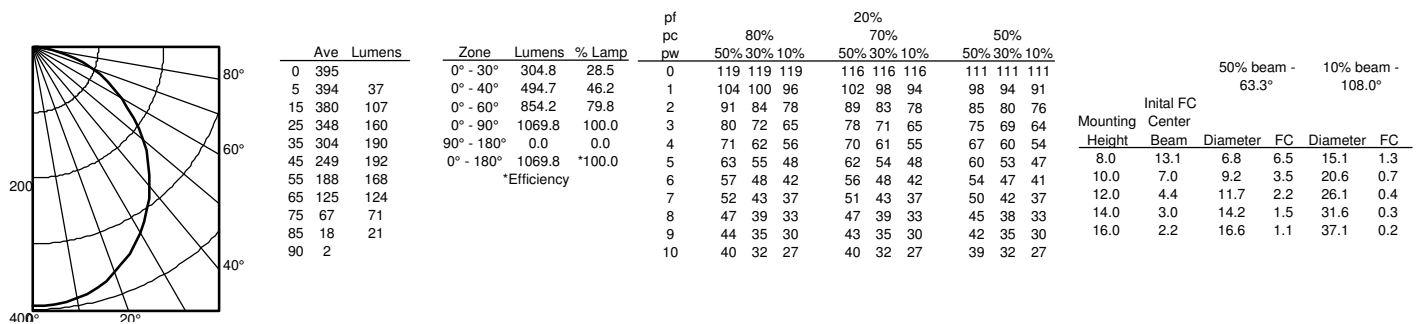 80°
60°
40°
20°
200
400
0°
Ave Lumens
0 395
5 394 37
15 380 107
25 348 160
35 304 190
45 249 192
55 188 168
65 125 124
75 67 71
85 18 21
90 2
Zone Lumens % Lamp
0° - 30° 304.8 28.5
0° - 40° 494.7 46.2
0° - 60° 854.2 79.8
0° - 90° 1069.8 100.0
90° - 180° 0.0 0.0
0° - 180° 1069.8 *100.0
*Efficiency
pf 20%
pc 80% 70% 50%
pw 50% 30% 10% 50% 30% 10% 50% 30% 10%
0 119 119 119 116 116 116 111 111 111
1 104 100 96 102 98 94 98 94 91
2 91 84 78 89 83 78 85 80 76
3 80 72 65 78 71 65 75 69 64
4 71 62 56 70 61 55 67 60 54
5 63 55 48 62 54 48 60 53 47
6 57 48 42 56 48 42 54 47 41
7 52 43 37 51 43 37 50 42 37
8 47 39 33 47 39 33 45 38 33
9 44 35 30 43 35 30 42 35 30
10 40 32 27 40 32 27 39 32 27
50% beam - 10% beam -
63.3° 108.0°
Inital FC
Mounting Center
Height Beam Diameter FC Diameter FC
8.0 13.1 6.8 6.5 15.1 1.3
10.0 7.0 9.2 3.5 20.6 0.7
12.0 4.4 11.7 2.2 26.1 0.4
14.0 3.0 14.2 1.5 31.6 0.3
16.0 2.2 16.6 1.1 37.1 0.2